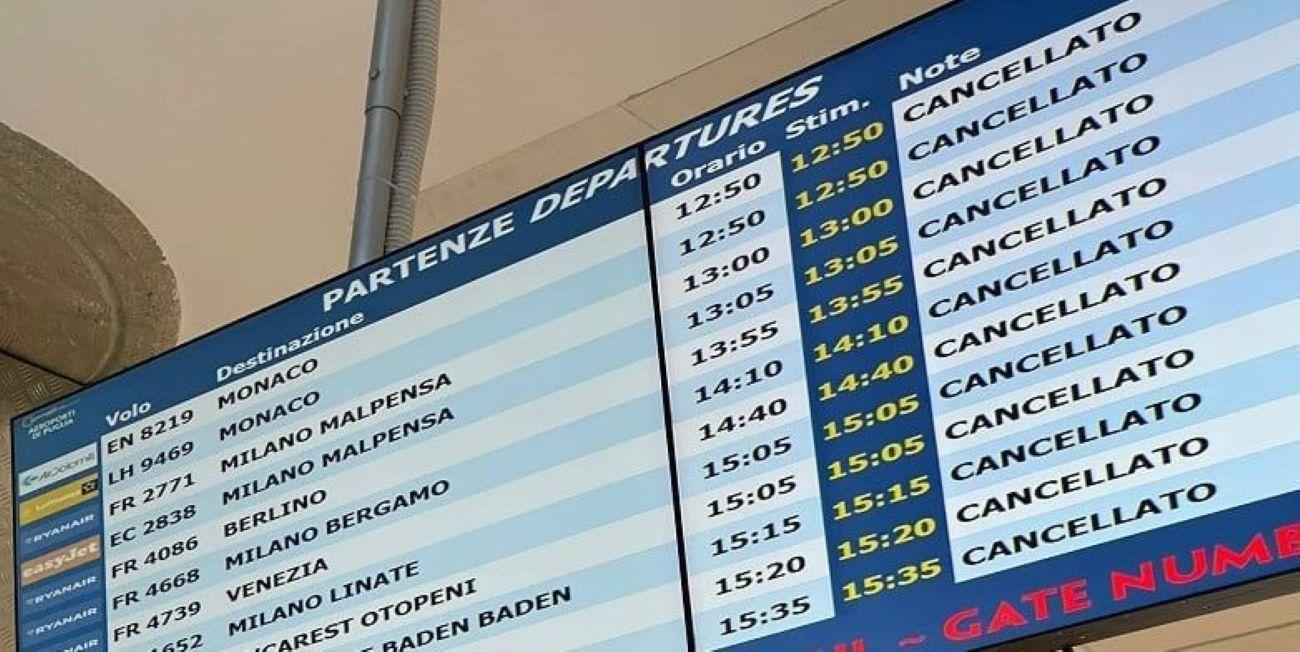 PARTENZE DEPARTURES
AEROPORTI DI PUGLIA
Volo Destinazione Orario Stim. Note
EN 8219 MONACO 12:50 12:50 CANCELLATO
Lufthansa LH 9469 MONACO 12:50 12:50 CANCELLATO
RYANAIR FR 2771 MILANO MALPENSA 13:00 13:00 CANCELLATO
easyJet EC 2838 MILANO MALPENSA 13:05 13:05 CANCELLATO
RYANAIR FR 4086 BERLINO 13:55 13:55 CANCELLATO
RYANAIR FR 4668 MILANO BERGAMO 14:10 14:10 CANCELLATO
RYANAIR FR 4739 VENEZIA 14:40 14:40 CANCELLATO
MILANO LINATE 15:05 15:05 CANCELLATO
OTOPENI 15:05 15:05 CANCELLATO
BADEN BADEN 15:15 15:15 CANCELLATO
15:20 15:20 CANCELLATO
15:35 15:35 CANCELLATO
~ GATE